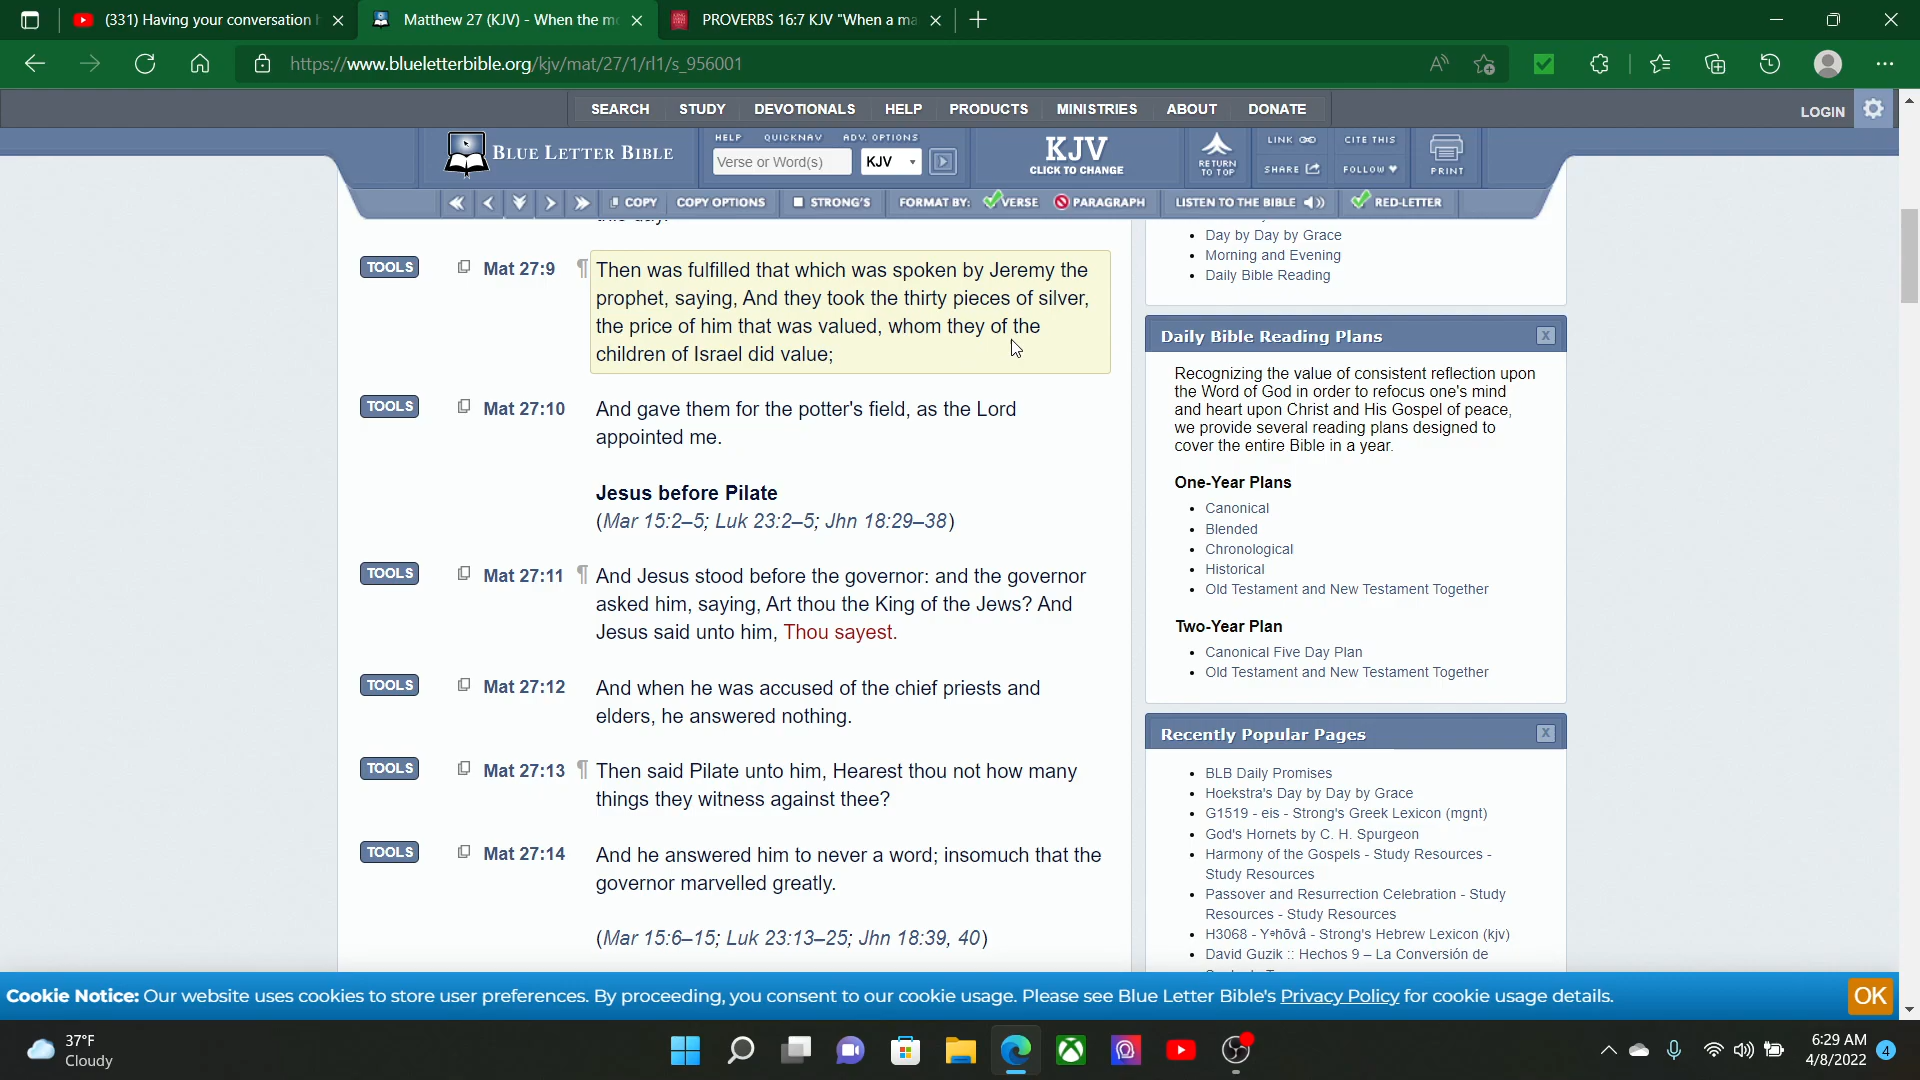 (331) Having your conversation h
Matthew 27 (KJV) - When the mo
PROVERBS 16:7 KJV "When a ma
https://www.blueletterbible.org/kjv/mat/27/1/rl1/s_956001
SEARCH STUDY DEVOTIONALS HELP PRODUCTS MINISTRIES ABOUT DONATE
LOGIN
BLUE LETTER BIBLE
HELP QUICKNAV ADV. OPTIONS
Verse or Word(s) KJV
KJV
CLICK TO CHANGE
RETURN
TO TOP
LINK CITE THIS
SHARE FOLLOW
PRINT
COPY COPY OPTIONS STRONG'S FORMAT BY: VERSE PARAGRAPH LISTEN TO THE BIBLE RED-LETTER
this day.
TOOLS Mat 27:9 ¶ Then was fulfilled that which was spoken by Jeremy the
prophet, saying, And they took the thirty pieces of silver,
the price of him that was valued, whom they of the
children of Israel did value;
TOOLS Mat 27:10 And gave them for the potter's field, as the Lord
appointed me.
Jesus before Pilate
(Mar 15:2–5; Luk 23:2–5; Jhn 18:29–38)
TOOLS Mat 27:11 ¶ And Jesus stood before the governor: and the governor
asked him, saying, Art thou the King of the Jews? And
Jesus said unto him, Thou sayest.
TOOLS Mat 27:12 And when he was accused of the chief priests and
elders, he answered nothing.
TOOLS Mat 27:13 ¶ Then said Pilate unto him, Hearest thou not how many
things they witness against thee?
TOOLS Mat 27:14 And he answered him to never a word; insomuch that the
governor marvelled greatly.
(Mar 15:6–15; Luk 23:13–25; Jhn 18:39, 40)
• Day by Day by Grace
• Morning and Evening
• Daily Bible Reading
Daily Bible Reading Plans X
Recognizing the value of consistent reflection upon
the Word of God in order to refocus one's mind
and heart upon Christ and His Gospel of peace,
we provide several reading plans designed to
cover the entire Bible in a year.
One-Year Plans
• Canonical
• Blended
• Chronological
• Historical
• Old Testament and New Testament Together
Two-Year Plan
• Canonical Five Day Plan
• Old Testament and New Testament Together
Recently Popular Pages X
• BLB Daily Promises
• Hoekstra's Day by Day by Grace
• G1519 - eis - Strong's Greek Lexicon (mgnt)
• God's Hornets by C. H. Spurgeon
• Harmony of the Gospels - Study Resources -
Study Resources
• Passover and Resurrection Celebration - Study
Resources - Study Resources
• H3068 - Yᵊhōvâ - Strong's Hebrew Lexicon (kjv)
• David Guzik :: Hechos 9 – La Conversión de
Cookie Notice: Our website uses cookies to store user preferences. By proceeding, you consent to our cookie usage. Please see Blue Letter Bible's Privacy Policy for cookie usage details. OK
37°F
Cloudy
6:29 AM
4/8/2022
4